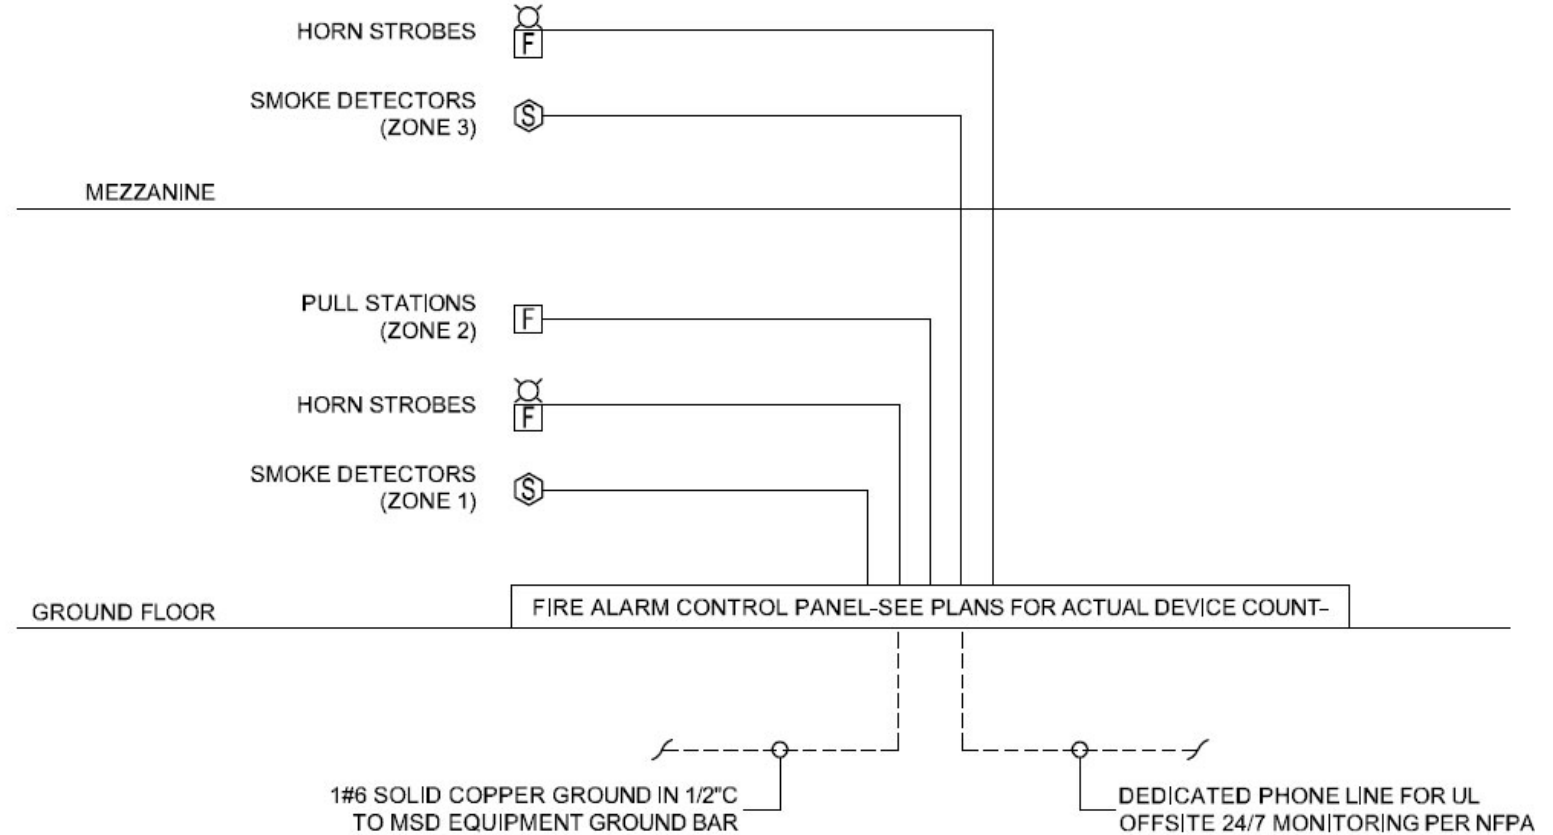 HORN STROBES
F
SMOKE DETECTORS
(ZONE 3)
S
MEZZANINE
PULL STATIONS
(ZONE 2)
F
HORN STROBES
F
SMOKE DETECTORS
(ZONE 1)
S
GROUND FLOOR
FIRE ALARM CONTROL PANEL-SEE PLANS FOR ACTUAL DEVICE COUNT-
1#6 SOLID COPPER GROUND IN 1/2"C
TO MSD EQUIPMENT GROUND BAR
DEDICATED PHONE LINE FOR UL
OFFSITE 24/7 MONITORING PER NFPA